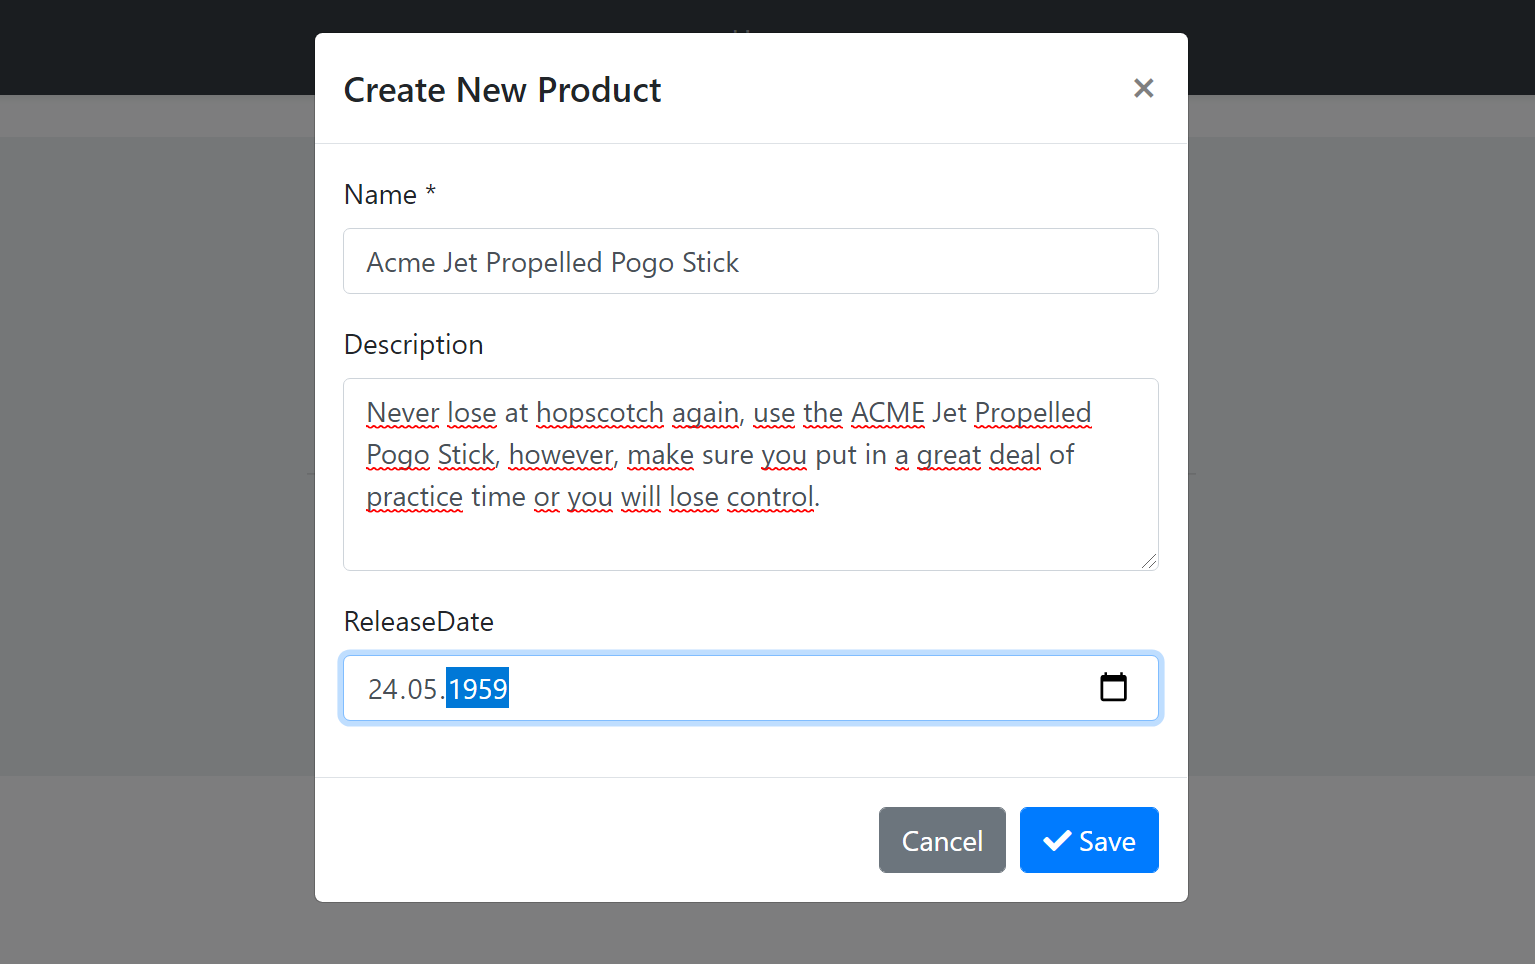 Create New Product
×
Name *
Acme Jet Propelled Pogo Stick
Description
Never lose at hopscotch again, use the ACME Jet Propelled
Pogo Stick, however, make sure you put in a great deal of
practice time or you will lose control.
ReleaseDate
24.05.1959
Cancel
Save